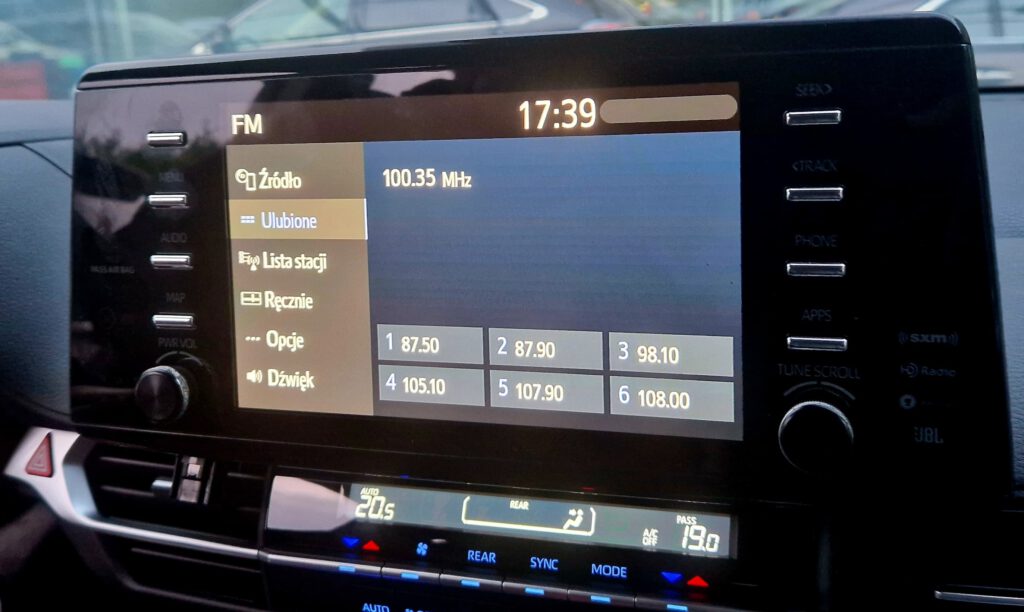 SEEK>
FM 17:39
MENU
Źródło
100.35 MHz
<TRACK
Ulubione
AUDIO
PHONE
PASS AIR BAG
Lista stacji
MAP
Ręcznie
APPS
PWR VOL
Opcje
1 87.50 2 87.90 3 98.10
((sxm))
TUNE SCROLL
HD Radio
Dźwięk
4 105.10 5 107.90 6 108.00
JBL
AUTO
20.5
REAR
A/C OFF
PASS
19.0
REAR SYNC MODE
AUTO